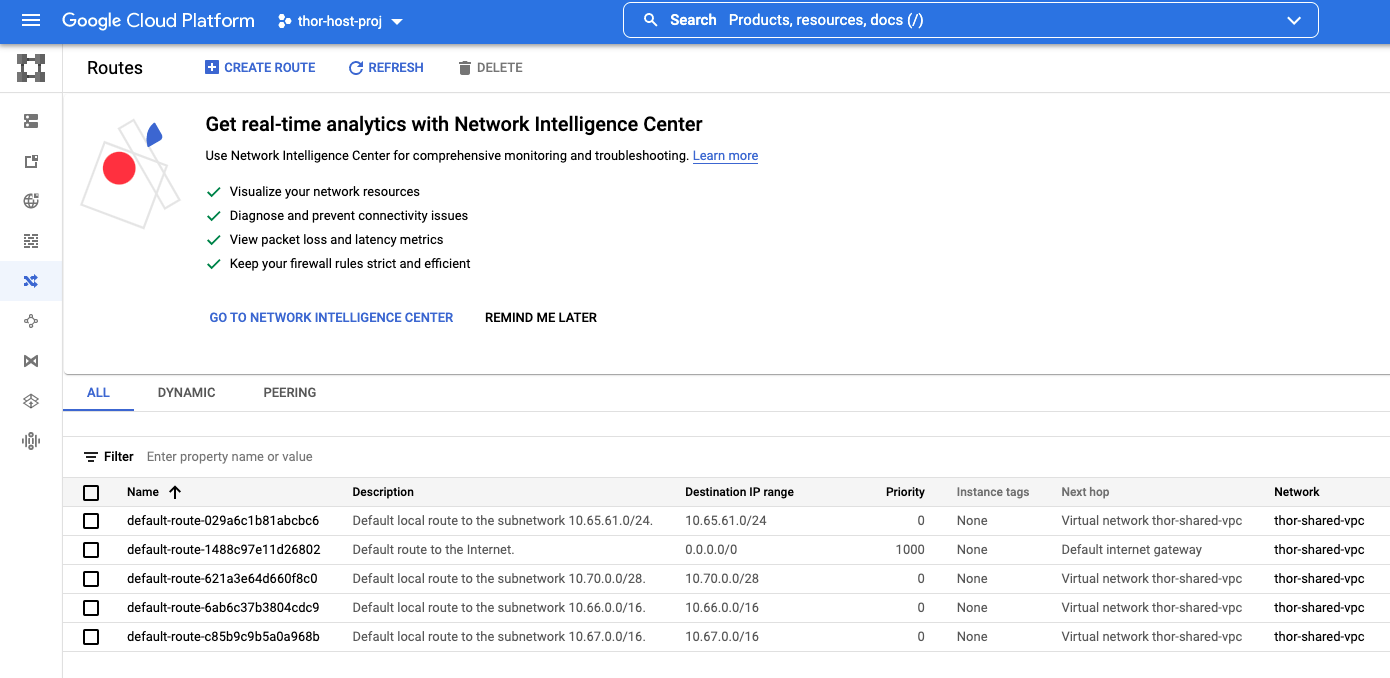 Google Cloud Platform thor-host-proj Search Products, resources, docs (/)
Routes CREATE ROUTE REFRESH DELETE
Get real-time analytics with Network Intelligence Center
Use Network Intelligence Center for comprehensive monitoring and troubleshooting. Learn more
Visualize your network resources
Diagnose and prevent connectivity issues
View packet loss and latency metrics
Keep your firewall rules strict and efficient
GO TO NETWORK INTELLIGENCE CENTER REMIND ME LATER
ALL DYNAMIC PEERING
Filter Enter property name or value
Name Description Destination IP range Priority Instance tags Next hop Network
default-route-029a6c1b81abcbc6 Default local route to the subnetwork 10.65.61.0/24. 10.65.61.0/24 0 None Virtual network thor-shared-vpc thor-shared-vpc
default-route-1488c97e11d26802 Default route to the Internet. 0.0.0.0/0 1000 None Default internet gateway thor-shared-vpc
default-route-621a3e64d660f8c0 Default local route to the subnetwork 10.70.0.0/28. 10.70.0.0/28 0 None Virtual network thor-shared-vpc thor-shared-vpc
default-route-6ab6c37b3804cdc9 Default local route to the subnetwork 10.66.0.0/16. 10.66.0.0/16 0 None Virtual network thor-shared-vpc thor-shared-vpc
default-route-c85b9c9b5a0a968b Default local route to the subnetwork 10.67.0.0/16. 10.67.0.0/16 0 None Virtual network thor-shared-vpc thor-shared-vpc